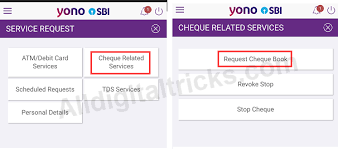 yono SBI
SERVICE REQUEST
ATM/Debit Card
Services
Cheque Related
Services
Scheduled Requests
TDS Services
Personal Details
yono SBI
CHEQUE RELATED SERVICES
Request Cheque Book
Revoke Stop
Stop Cheque
Alldigitaltricks.com